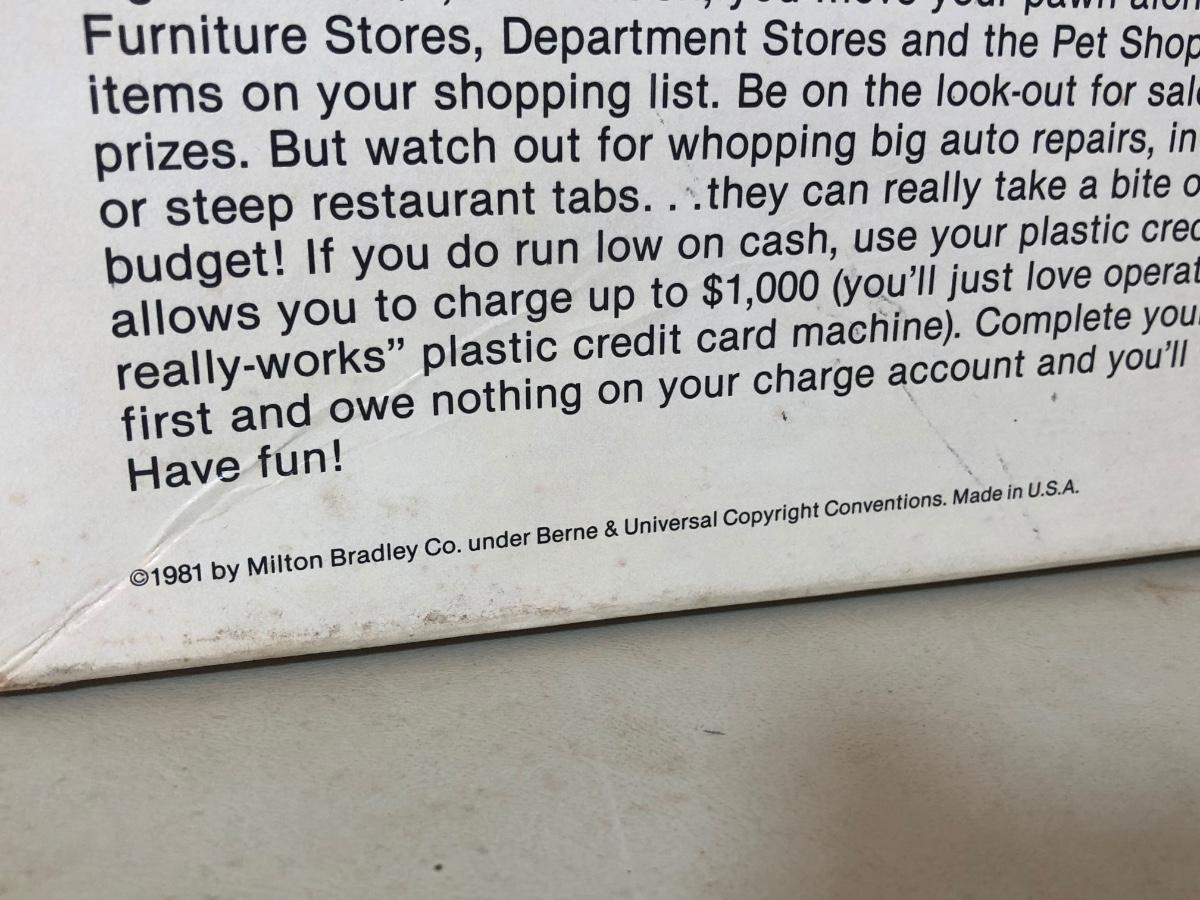 you move your pawn
Furniture Stores, Department Stores and the Pet Shop
items on your shopping list. Be on the look-out for
prizes. But watch out for whopping big auto repairs, in
or steep restaurant tabs. . .they can really take a bite
budget! If you do run low on cash, use your plastic
allows you to charge up to $1,000 (you'll just love
really-works" plastic credit card machine). Complete
first and owe nothing on your charge account and you'll
Have fun!
©1981 by Milton Bradley Co. under Berne & Universal Copyright Conventions. Made in U.S.A.